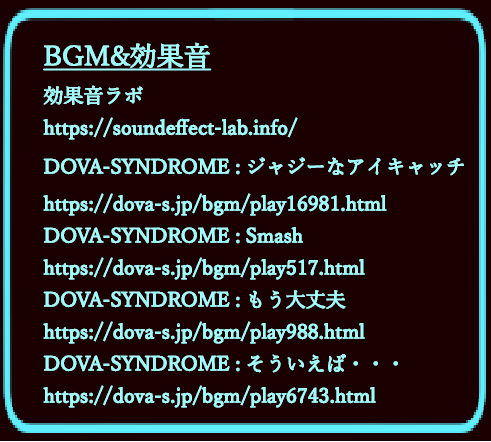 BGM&効果音
効果音ラボ
https://soundeffect-lab.info/
DOVA-SYNDROME : ジャジーなアイキャッチ
https://dova-s.jp/bgm/play16981.html
DOVA-SYNDROME : Smash
https://dova-s.jp/bgm/play517.html
DOVA-SYNDROME : もう大丈夫
https://dova-s.jp/bgm/play988.html
DOVA-SYNDROME : そういえば・・・
https://dova-s.jp/bgm/play6743.html